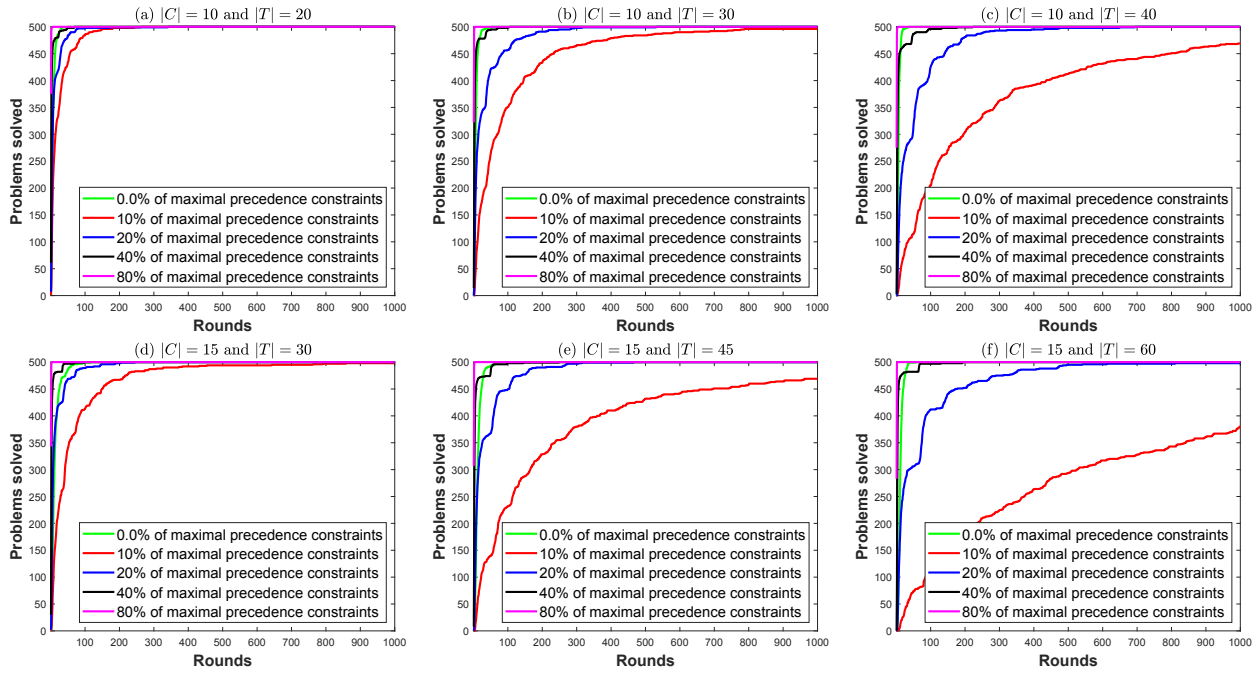 (a) |C| = 10 and |T| = 20
Problems solved
500
450
400
350
300
250
200
150
100
50
0
0.0% of maximal precedence constraints
10% of maximal precedence constraints
20% of maximal precedence constraints
40% of maximal precedence constraints
80% of maximal precedence constraints
100 200 300 400 500 600 700 800 900 1000
Rounds
(b) |C| = 10 and |T| = 30
Problems solved
500
450
400
350
300
250
200
150
100
50
0
0.0% of maximal precedence constraints
10% of maximal precedence constraints
20% of maximal precedence constraints
40% of maximal precedence constraints
80% of maximal precedence constraints
100 200 300 400 500 600 700 800 900 1000
Rounds
(c) |C| = 10 and |T| = 40
Problems solved
500
450
400
350
300
250
200
150
100
50
0
0.0% of maximal precedence constraints
10% of maximal precedence constraints
20% of maximal precedence constraints
40% of maximal precedence constraints
80% of maximal precedence constraints
100 200 300 400 500 600 700 800 900 1000
Rounds
(d) |C| = 15 and |T| = 30
Problems solved
500
450
400
350
300
250
200
150
100
50
0
0.0% of maximal precedence constraints
10% of maximal precedence constraints
20% of maximal precedence constraints
40% of maximal precedence constraints
80% of maximal precedence constraints
100 200 300 400 500 600 700 800 900 1000
Rounds
(e) |C| = 15 and |T| = 45
Problems solved
500
450
400
350
300
250
200
150
100
50
0
0.0% of maximal precedence constraints
10% of maximal precedence constraints
20% of maximal precedence constraints
40% of maximal precedence constraints
80% of maximal precedence constraints
100 200 300 400 500 600 700 800 900 1000
Rounds
(f) |C| = 15 and |T| = 60
Problems solved
500
450
400
350
300
250
200
150
100
50
0
0.0% of maximal precedence constraints
10% of maximal precedence constraints
20% of maximal precedence constraints
40% of maximal precedence constraints
80% of maximal precedence constraints
100 200 300 400 500 600 700 800 900 1000
Rounds